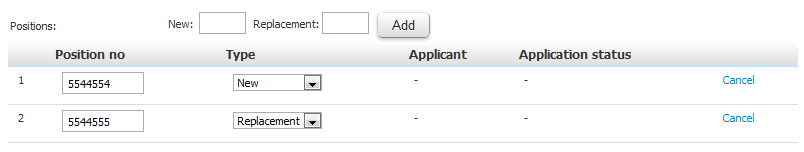 Positions: New: Replacement: Add
Position no Type Applicant Application status
1 5544554 New - - Cancel
2 5544555 Replacement - - Cancel